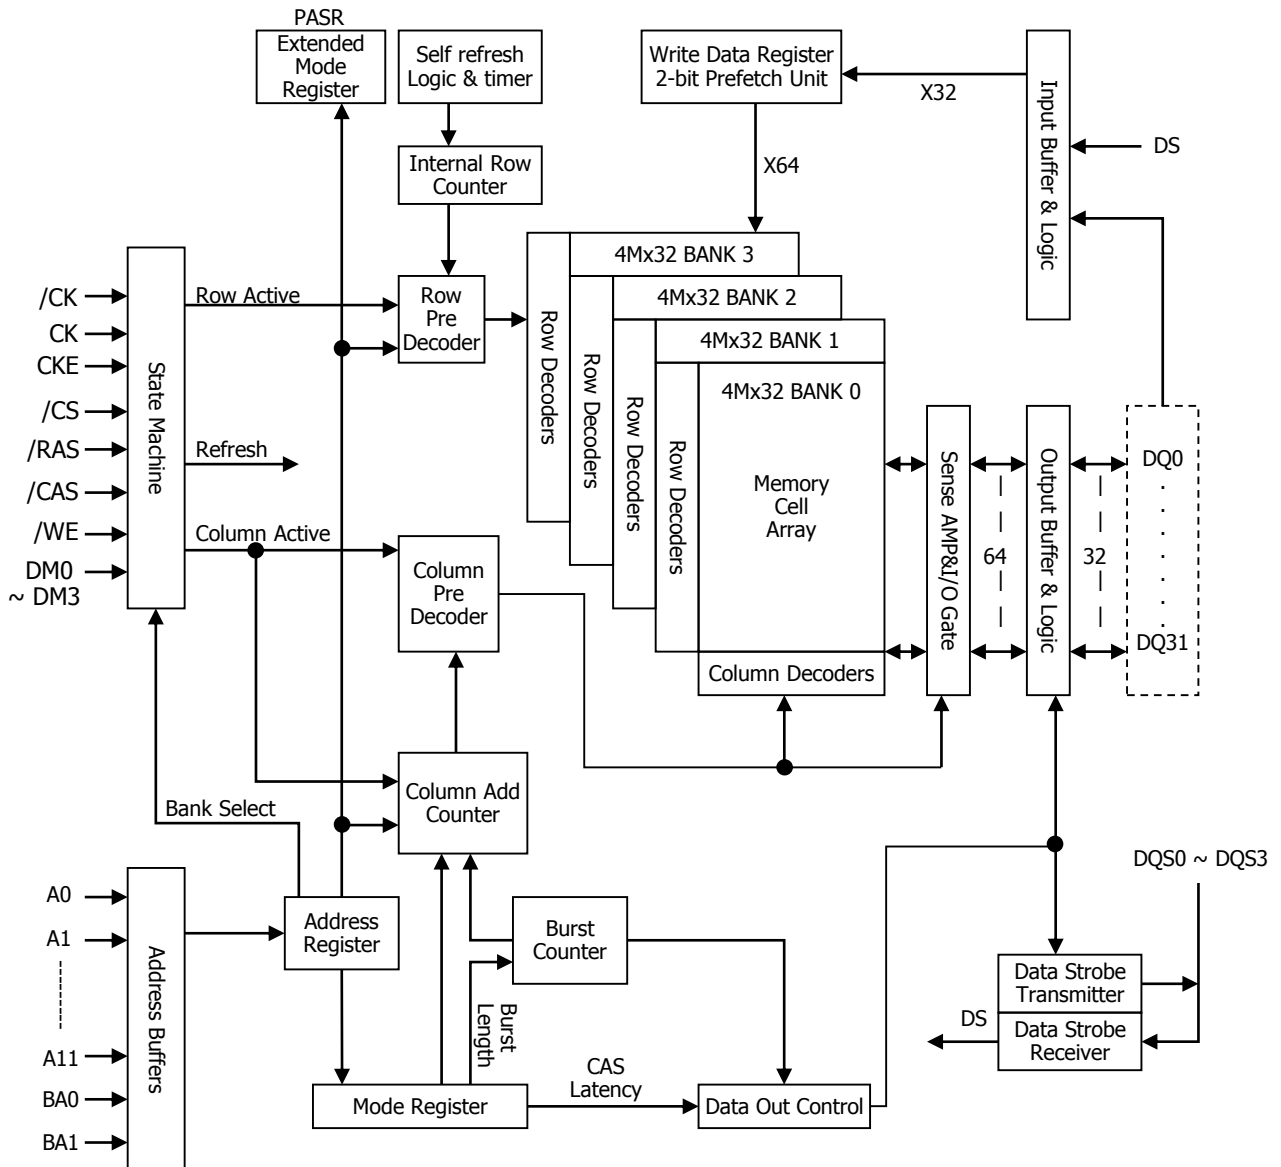 PASR
Extended
Mode
Register
Self refresh
Logic & timer
Write Data Register
2-bit Prefetch Unit
X32
Input Buffer & Logic
DS
Internal Row
Counter
X64
4Mx32 BANK 3
4Mx32 BANK 2
4Mx32 BANK 1
4Mx32 BANK 0
Row Decoders
Row Decoders
Row Decoders
Row Decoders
Memory
Cell
Array
Column Decoders
/CK
CK
CKE
/CS
/RAS
/CAS
/WE
DM0
~ DM3
State Machine
Row Active
Refresh
Column Active
Row
Pre
Decoder
Column
Pre
Decoder
Sense AMP&I/O Gate
64
Output Buffer & Logic
32
DQ0
DQ31
Bank Select
Column Add
Counter
A0
A1
A11
BA0
BA1
Address Buffers
Address
Register
Burst
Counter
Burst
Length
Mode Register
CAS
Latency
Data Out Control
DQS0 ~ DQS3
Data Strobe
Transmitter
DS
Data Strobe
Receiver